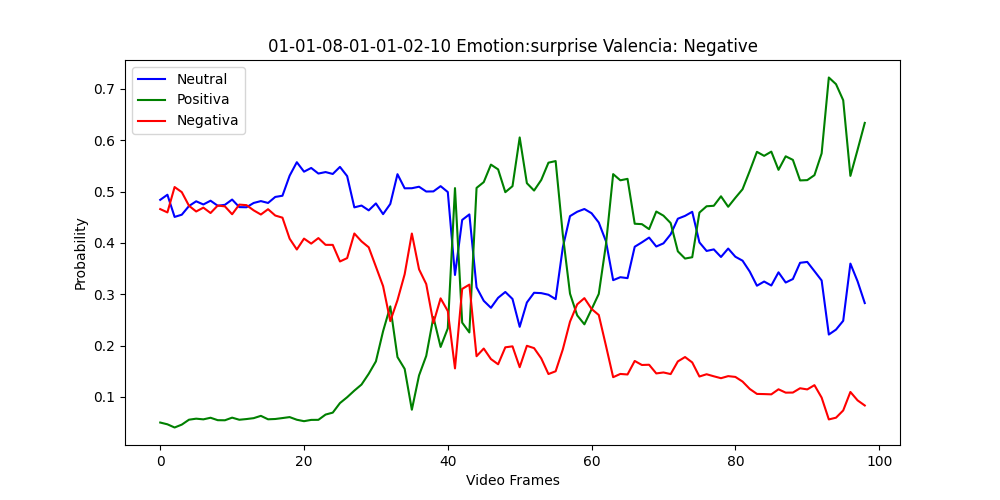 01-01-08-01-01-02-10 Emotion:surprise Valencia: Negative
Neutral
Positiva
Negativa
Probability
0.7
0.6
0.5
0.4
0.3
0.2
0.1
0 20 40 60 80 100
Video Frames